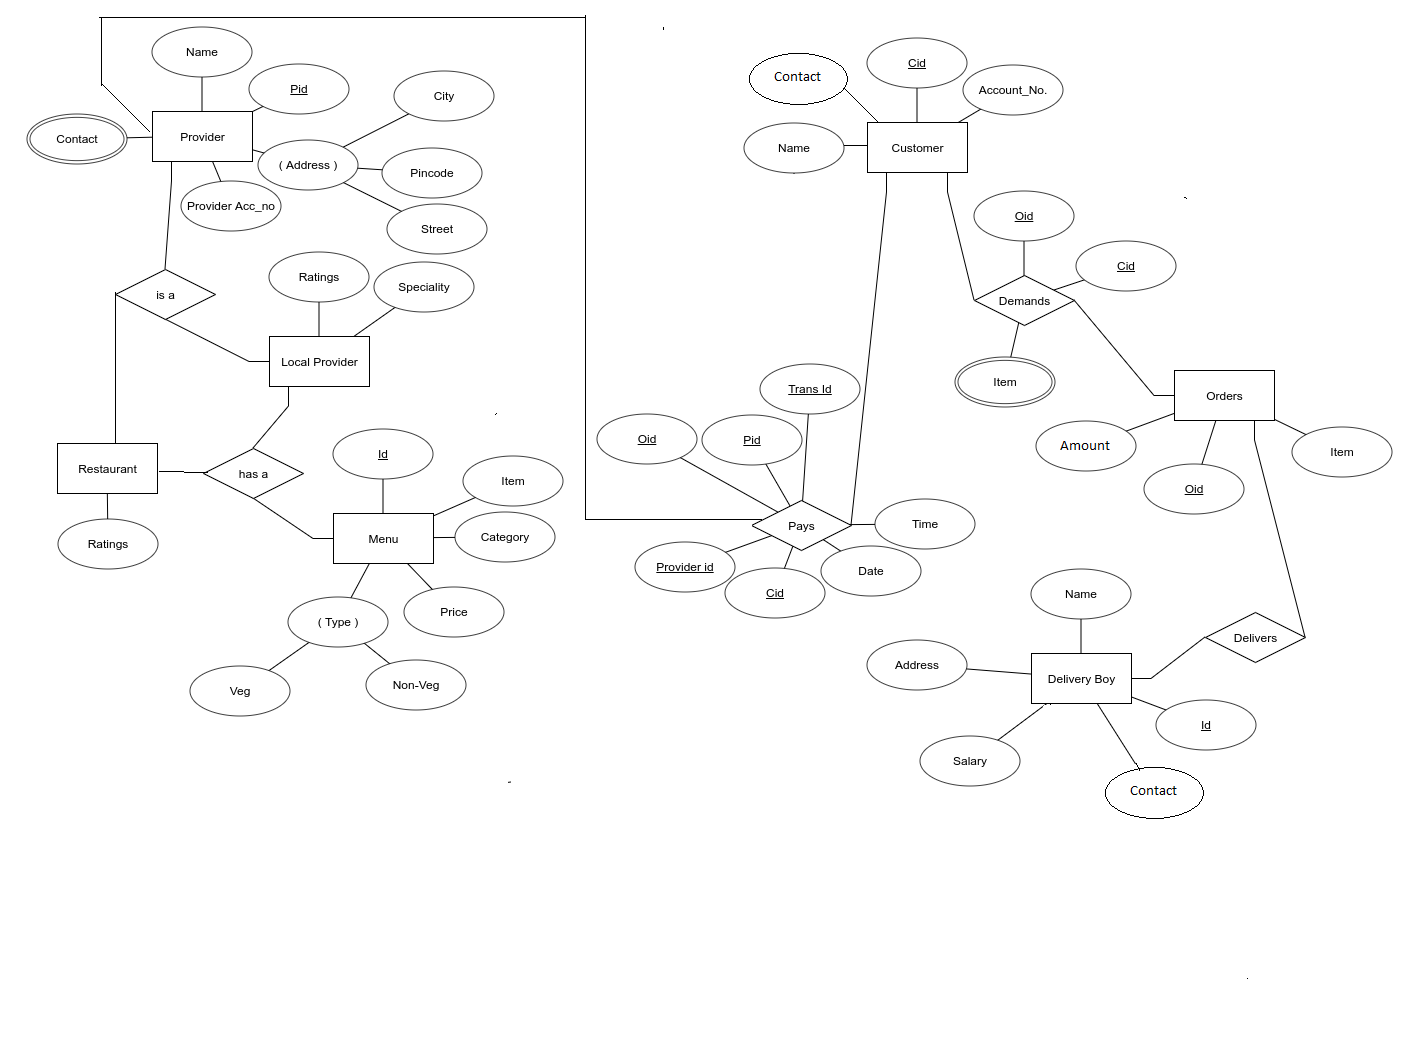 Name
Pid
City
Contact
Provider
( Address )
Pincode
Provider Acc_no
Street
Ratings
Speciality
is a
Local Provider
Restaurant
has a
Id
Item
Ratings
Menu
Category
( Type )
Price
Veg
Non-Veg
Contact
Cid
Account_No.
Name
Customer
Oid
Cid
Demands
Item
Orders
Amount
Item
Oid
Trans Id
Oid
Pid
Pays
Time
Provider id
Cid
Date
Name
Delivers
Address
Delivery Boy
Id
Salary
Contact